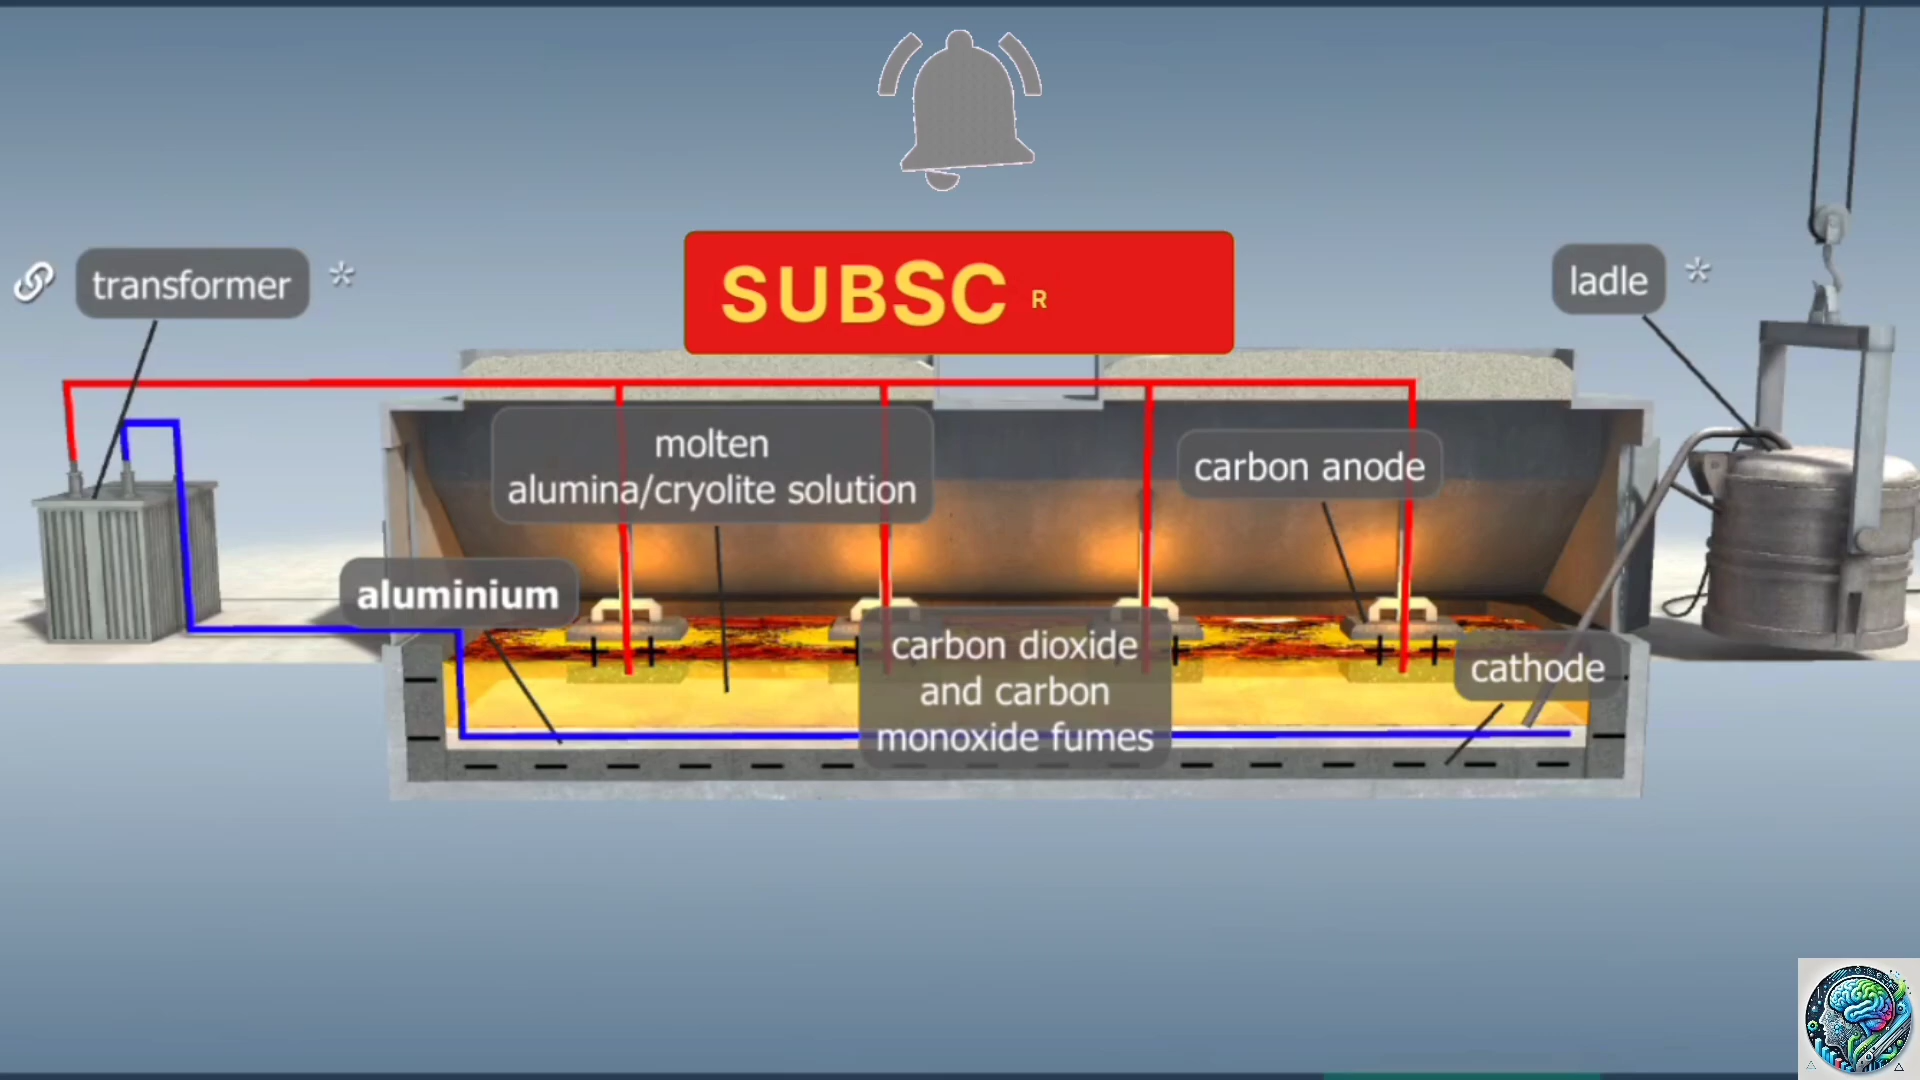 SUBSC R
transformer *
ladle *
molten
alumina/cryolite solution
carbon anode
aluminium
carbon dioxide
and carbon
monoxide fumes
cathode